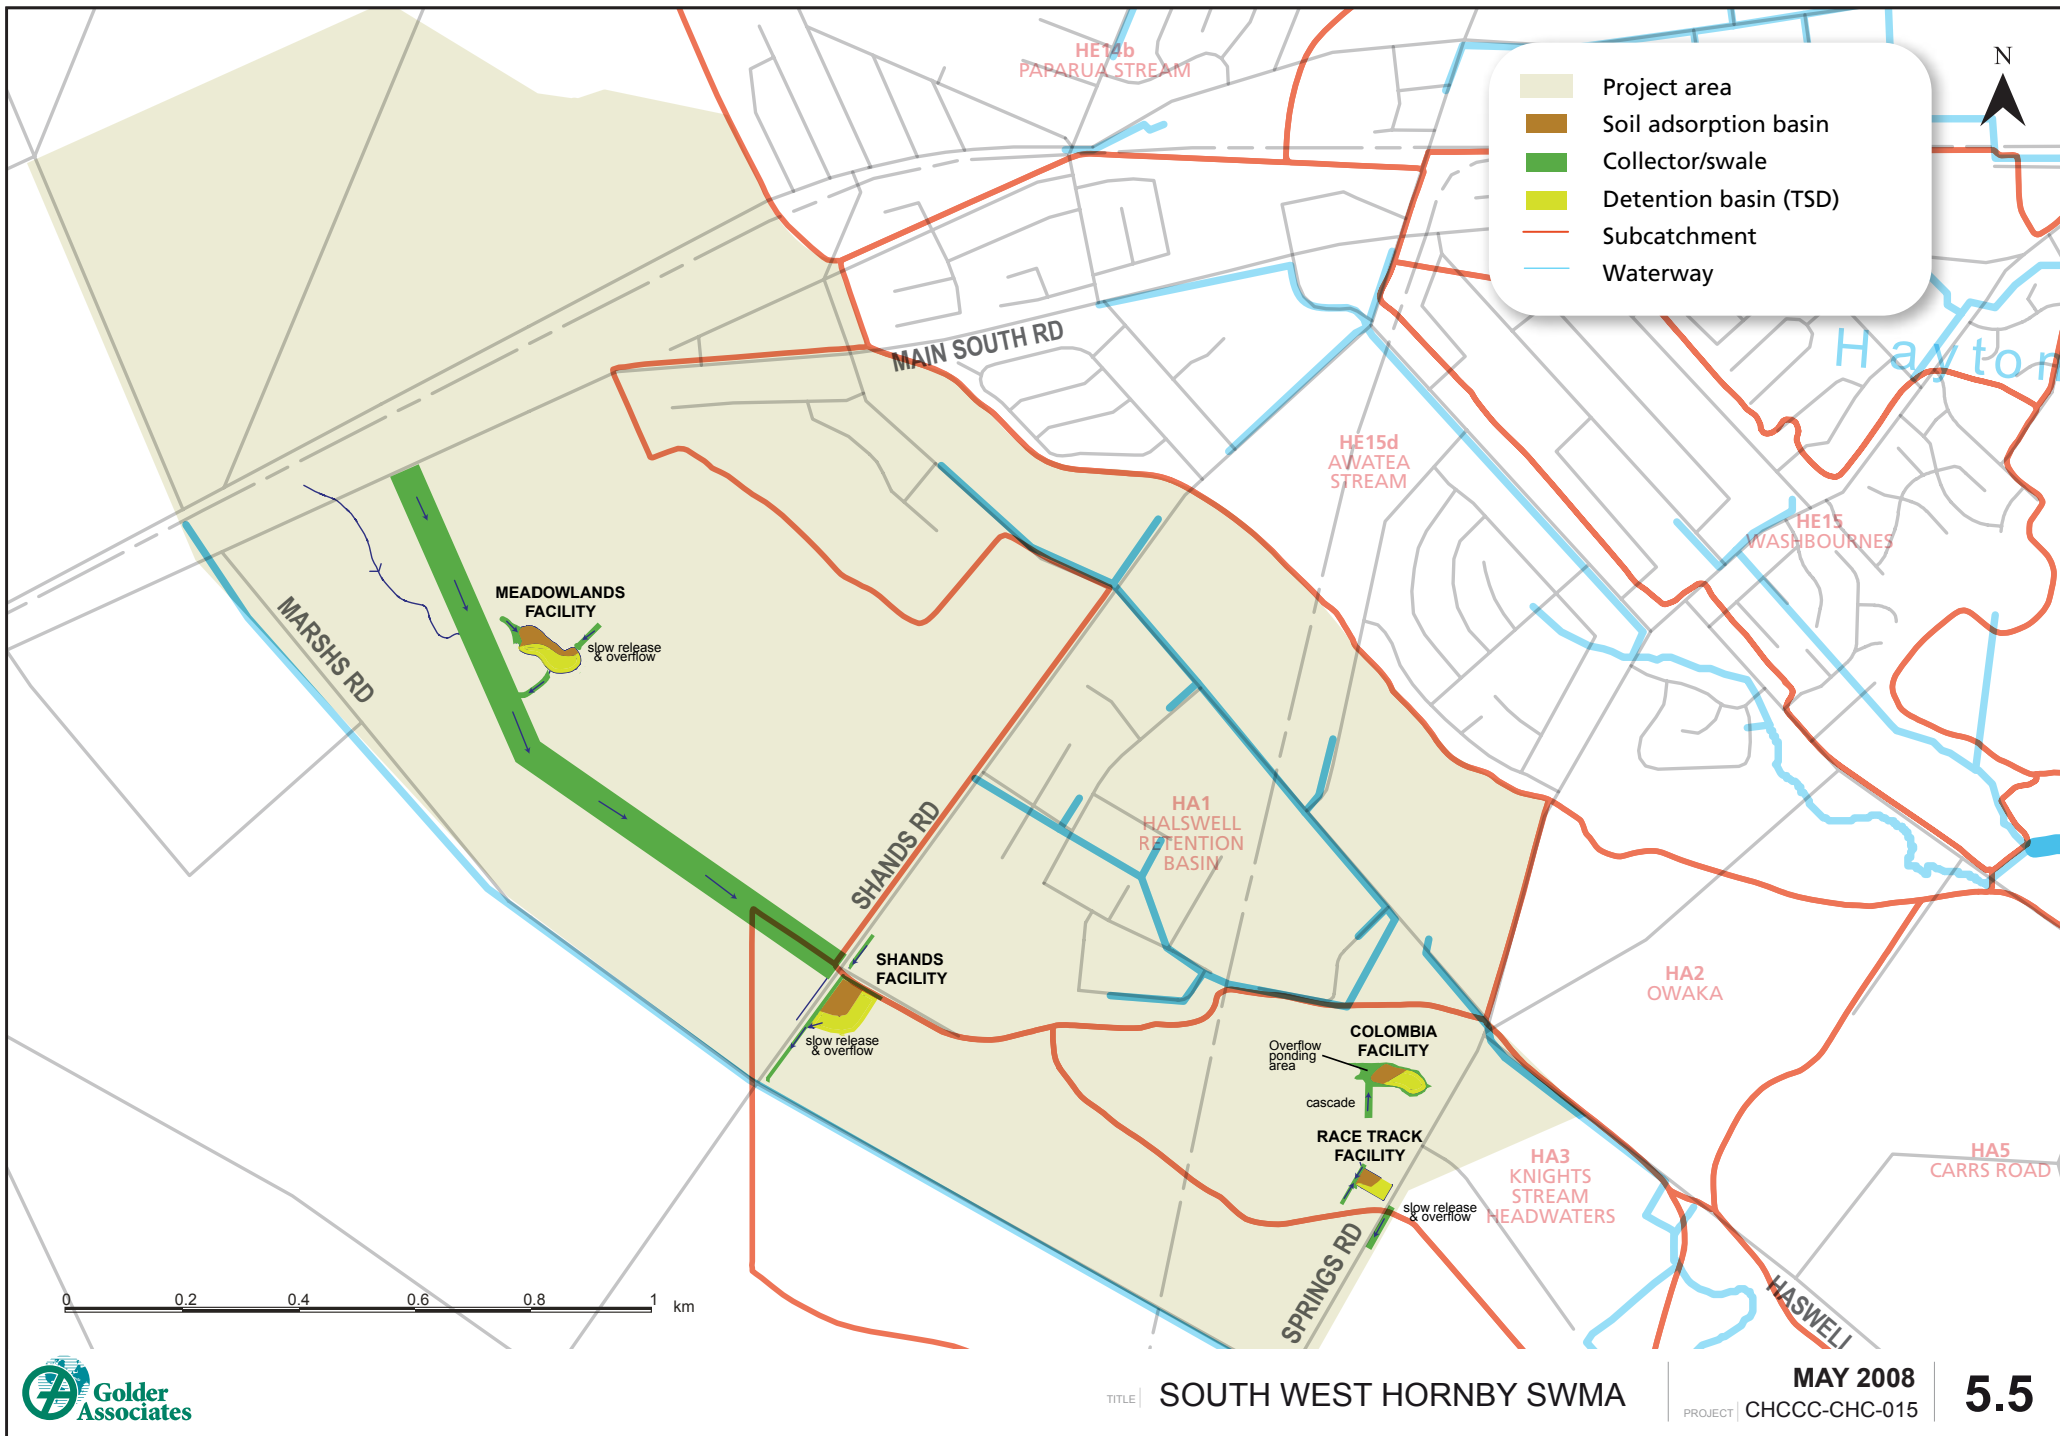 HE14b
PAPARUA STREAM
N
Project area
Soil adsorption basin
Collector/swale
Detention basin (TSD)
Subcatchment
Waterway
MAIN SOUTH RD
Hayton
HE15d
AWATEA
STREAM
HE15
WASHBOURNES
MEADOWLANDS
FACILITY
slow release
& overflow
MARSHS RD
SHANDS RD
HA1
HALSWELL
RETENTION
BASIN
SHANDS
FACILITY
slow release
& overflow
HA2
OWAKA
COLOMBIA
FACILITY
Overflow
ponding
area
cascade
RACE TRACK
FACILITY
slow release
& overflow
HA3
KNIGHTS
STREAM
HEADWATERS
HA5
CARRS ROAD
SPRINGS RD
HASWELL
0 0.2 0.4 0.6 0.8 1 km
Golder
Associates
TITLE SOUTH WEST HORNBY SWMA
MAY 2008
PROJECT CHCCC-CHC-015
5.5